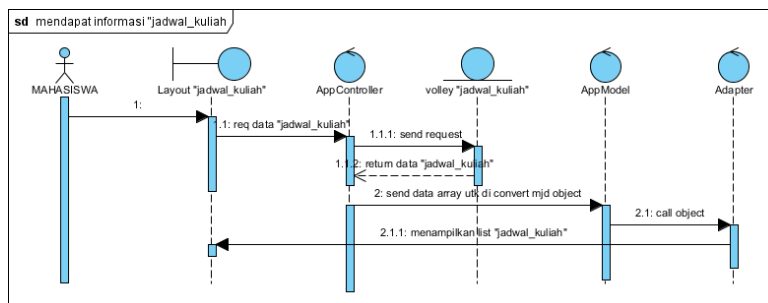 sd mendapat informasi "jadwal_kuliah
MAHASISWA
Layout "jadwal_kuliah"
AppController
volley "jadwal_kuliah"
AppModel
Adapter
1:
1.1: req data "jadwal_kuliah"
1.1.1: send request
1.1.2: return data "jadwal_kuliah"
2: send data array utk di convert mjd object
2.1: call object
2.1.1: menampilkan list "jadwal_kuliah"